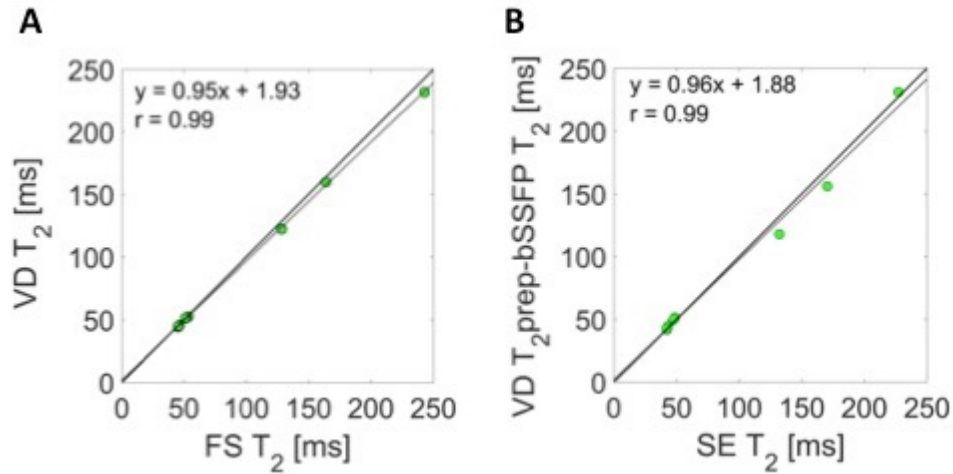 A
y = 0.95x + 1.93
r = 0.99
VD T2 [ms]
250
200
150
100
50
0
0 50 100 150 200 250
FS T2 [ms]
B
y = 0.96x + 1.88
r = 0.99
VD T2prep-bSSFP T2 [ms]
250
200
150
100
50
0
0 50 100 150 200 250
SE T2 [ms]